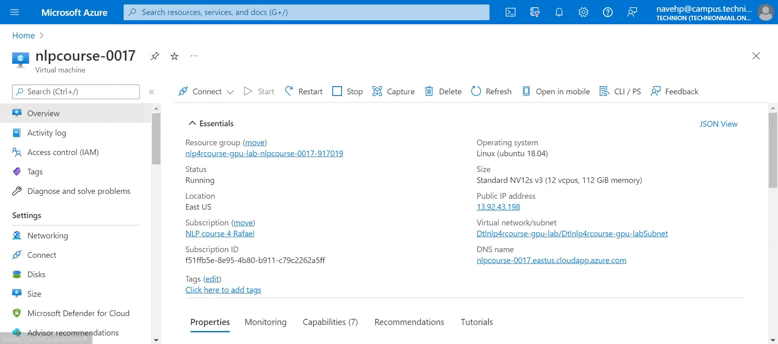 Microsoft Azure
Search resources, services, and docs (G+/)
navehp@campus.techni...
TECHNION (TECHNIONMAIL.ON...
Home
nlpcourse-0017
Virtual machine
Search (Ctrl+/)
Connect Start Restart Stop Capture Delete Refresh Open in mobile CLI / PS Feedback
Overview
Activity log
Access control (IAM)
Tags
Diagnose and solve problems
Settings
Networking
Connect
Disks
Size
Microsoft Defender for Cloud
Advisor recommendations
Essentials
JSON View
Resource group (move)
nlp4rcourse-gpu-lab-nlpcourse-0017-917019
Status
Running
Location
East US
Subscription (move)
NLP course 4 Rafael
Subscription ID
f51ffb5e-8e95-4b80-b911-c79c2262a5ff
Tags (edit)
Click here to add tags
Operating system
Linux (ubuntu 18.04)
Size
Standard NV12s v3 (12 vcpus, 112 GiB memory)
Public IP address
13.92.43.198
Virtual network/subnet
Dtlnlp4rcourse-gpu-lab/Dtlnlp4rcourse-gpu-labSubnet
DNS name
nlpcourse-0017.eastus.cloudapp.azure.com
Properties Monitoring Capabilities (7) Recommendations Tutorials